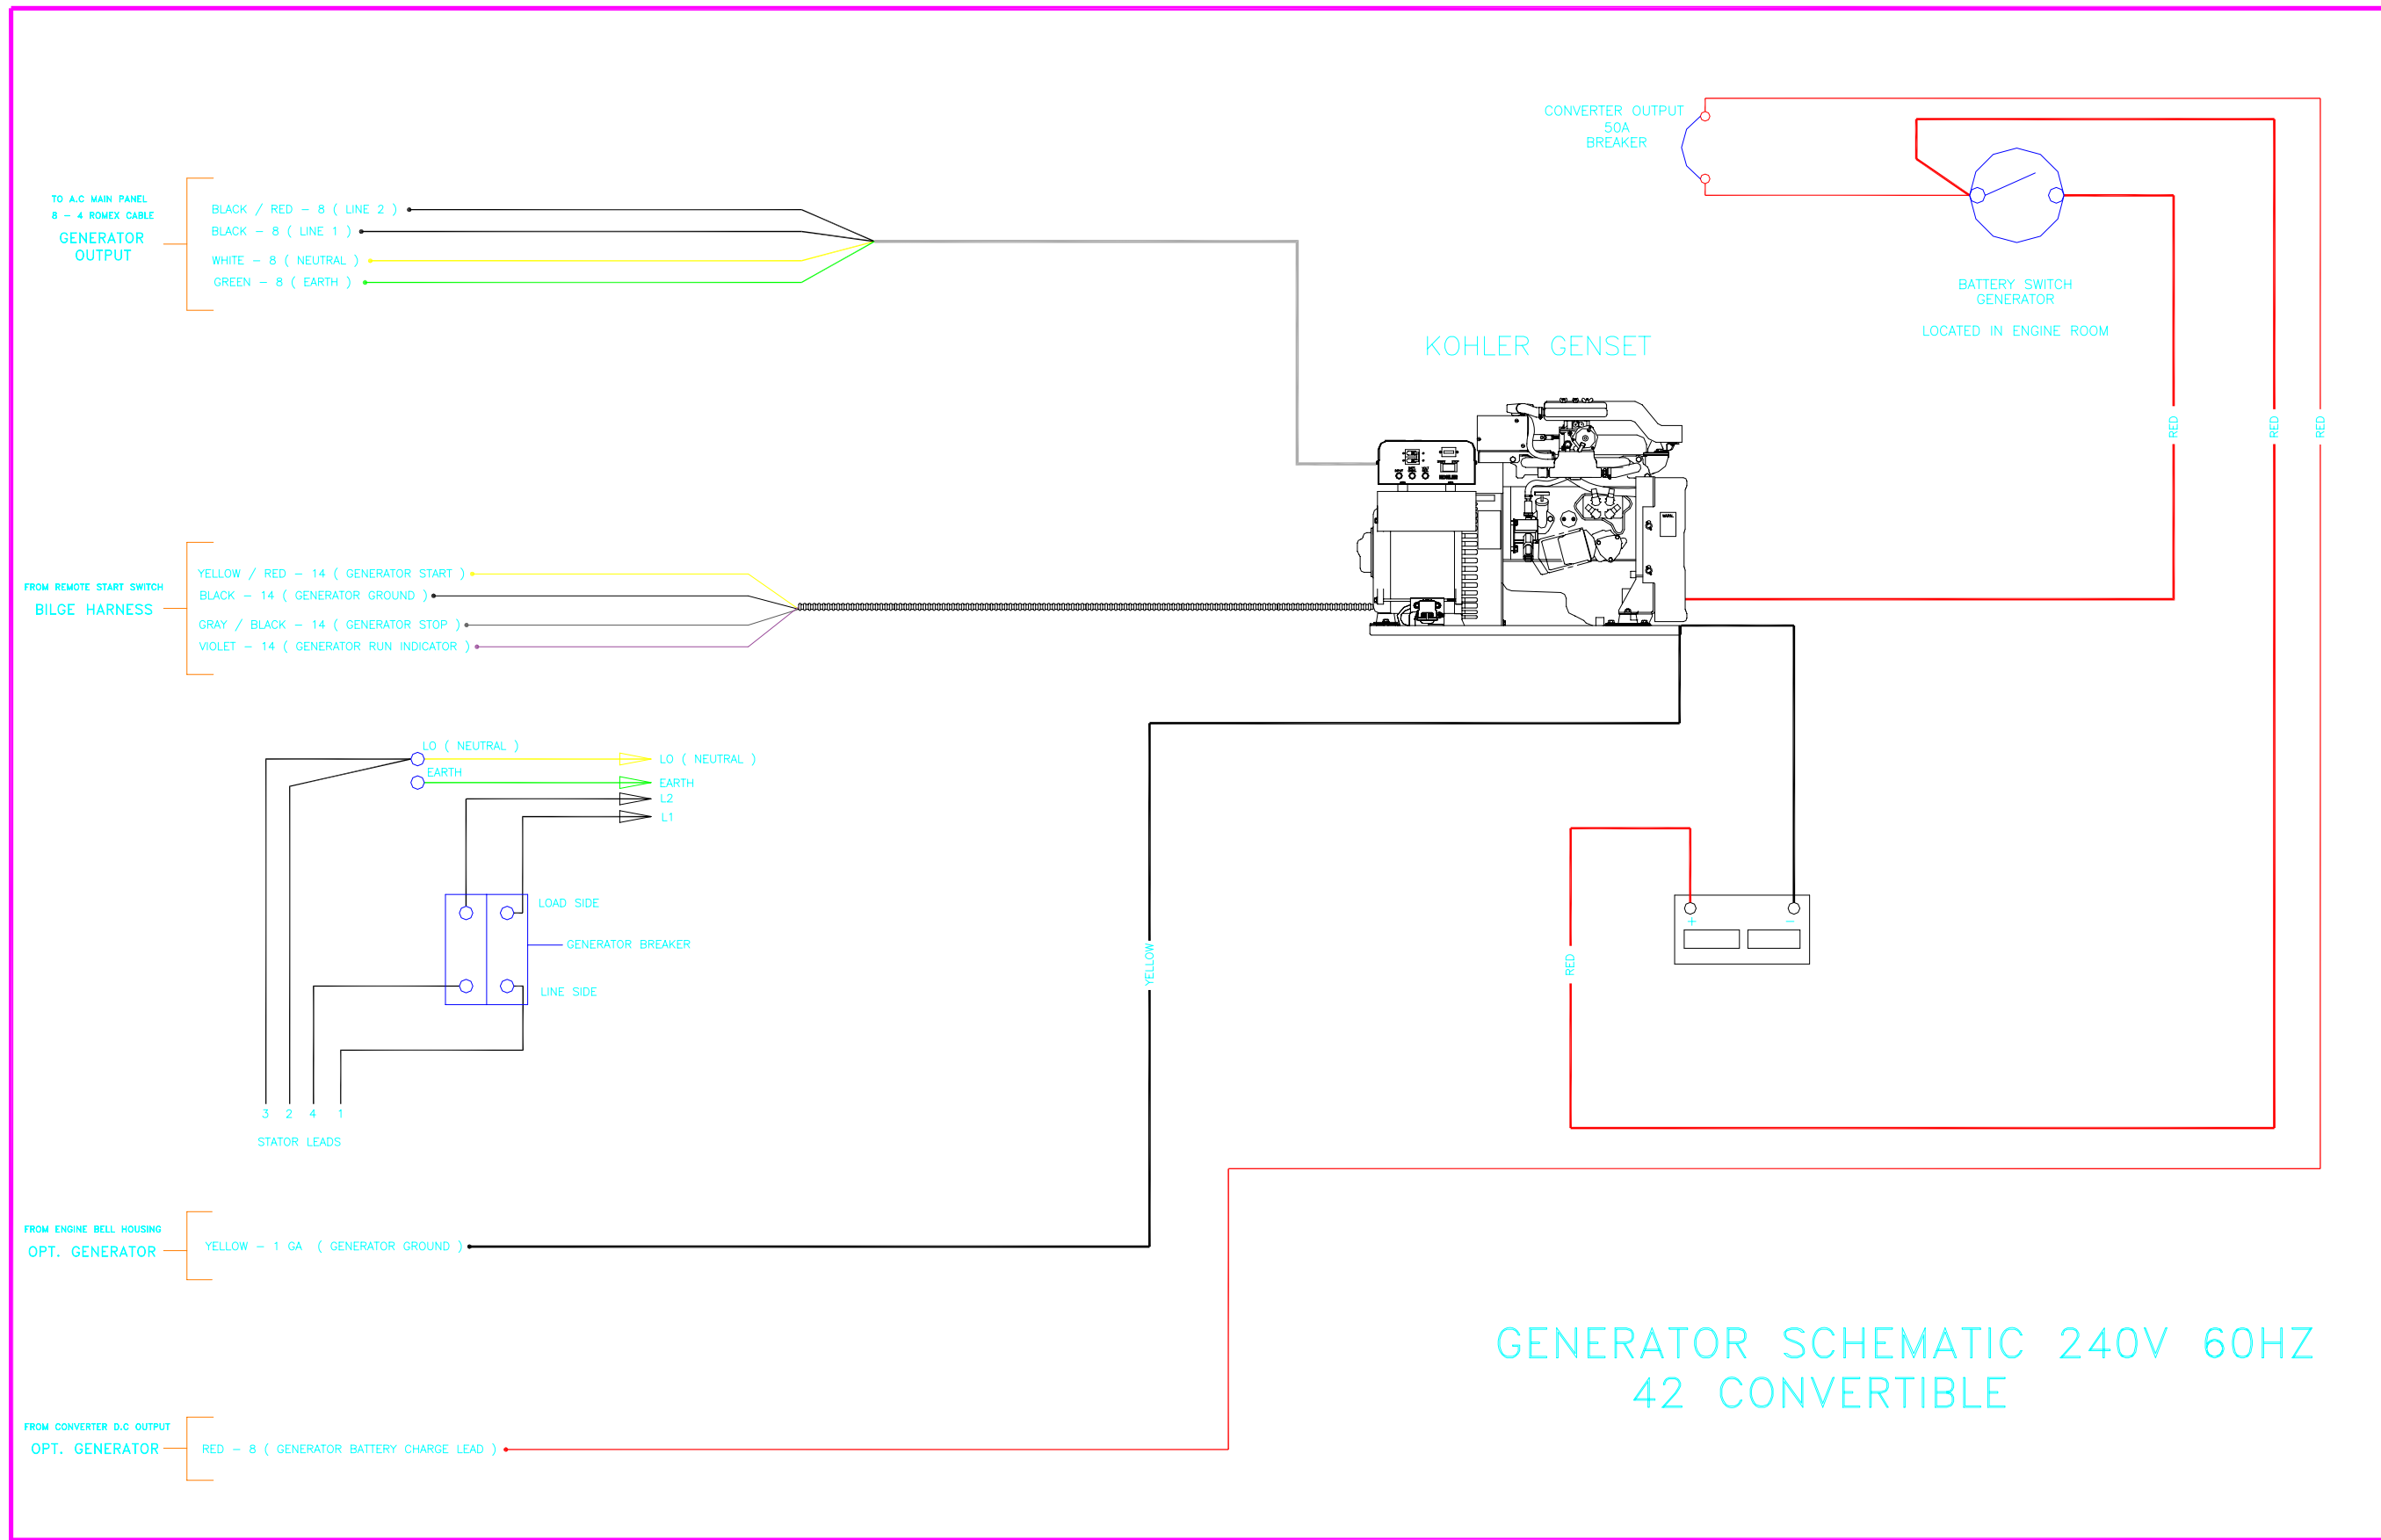 CONVERTER OUTPUT
50A
BREAKER
TO A.C MAIN PANEL
8 - 4 ROMEX CABLE
GENERATOR
OUTPUT
BLACK / RED - 8 ( LINE 2 )
BLACK - 8 ( LINE 1 )
WHITE - 8 ( NEUTRAL )
GREEN - 8 ( EARTH )
BATTERY SWITCH
GENERATOR
LOCATED IN ENGINE ROOM
KOHLER GENSET
RED
RED
RED
FROM REMOTE START SWITCH
BILGE HARNESS
YELLOW / RED - 14 ( GENERATOR START )
BLACK - 14 ( GENERATOR GROUND )
GRAY / BLACK - 14 ( GENERATOR STOP )
VIOLET - 14 ( GENERATOR RUN INDICATOR )
LO ( NEUTRAL )
EARTH
LO ( NEUTRAL )
EARTH
L2
L1
LOAD SIDE
GENERATOR BREAKER
LINE SIDE
3 2 4 1
STATOR LEADS
YELLOW
RED
+ -
FROM ENGINE BELL HOUSING
OPT. GENERATOR
YELLOW - 1 GA ( GENERATOR GROUND )
GENERATOR SCHEMATIC 240V 60HZ
42 CONVERTIBLE
FROM CONVERTER D.C OUTPUT
OPT. GENERATOR
RED - 8 ( GENERATOR BATTERY CHARGE LEAD )